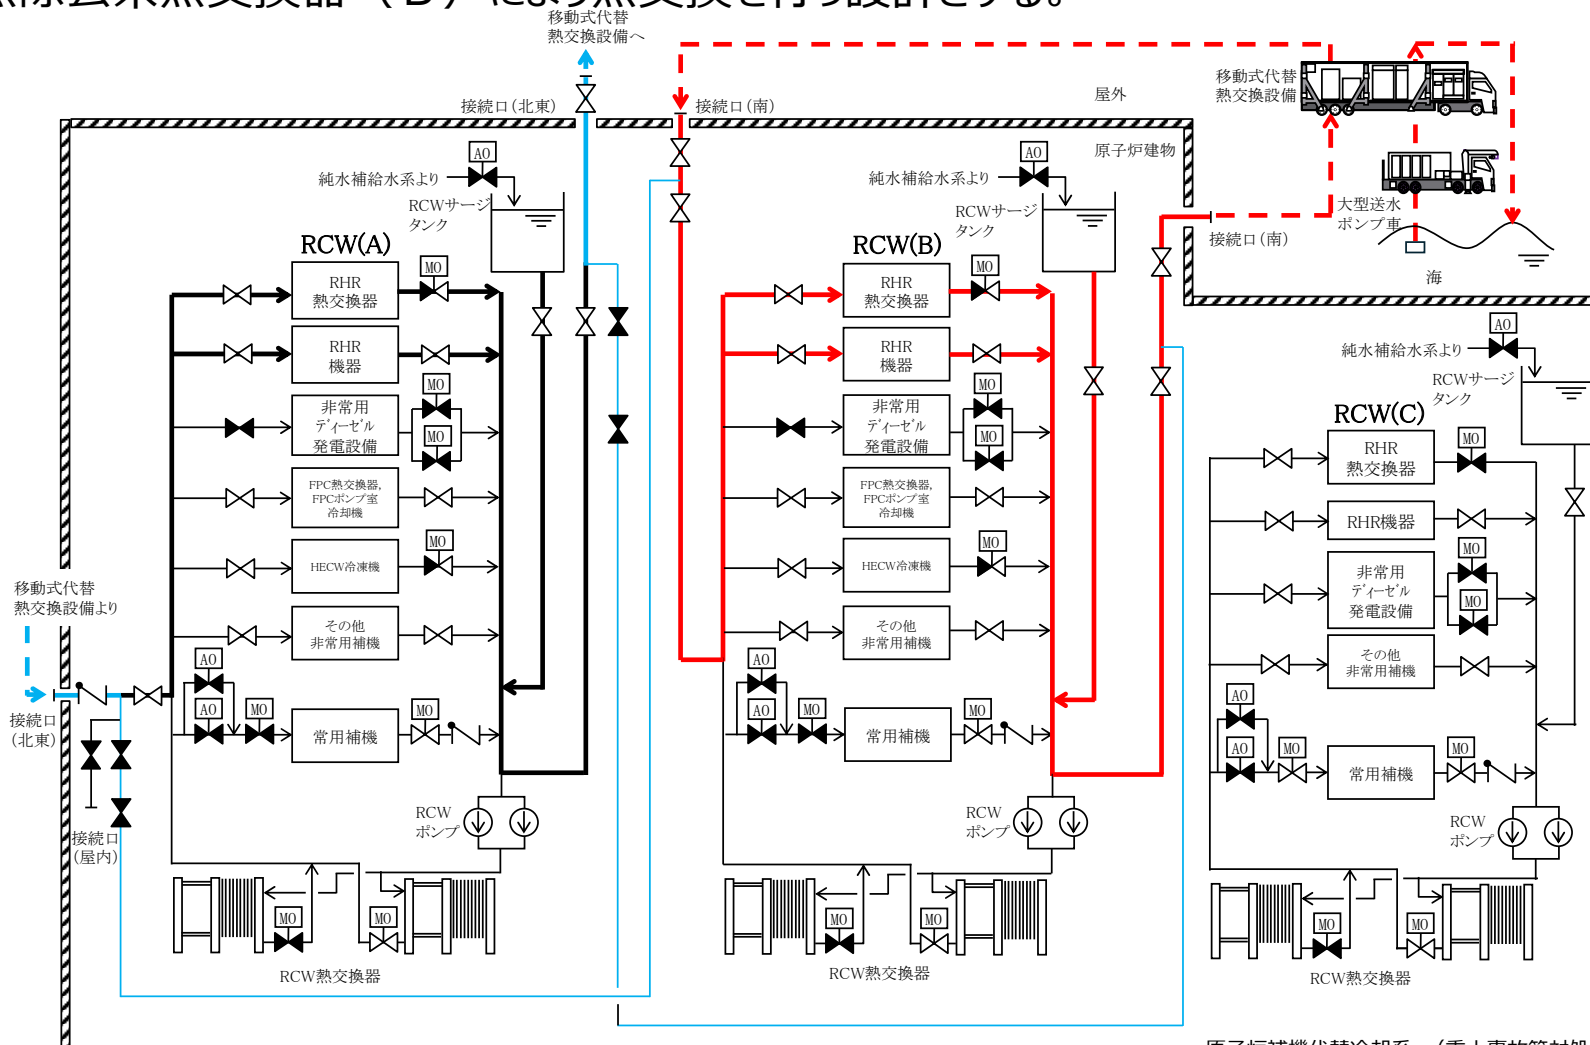 移動式代替
熱交換設備へ
接続口（北東）
接続口（南）
屋外
原子炉建物
移動式代替
熱交換設備
大型送水
ポンプ車
接続口（南）
海
AO
純水補給水系より
RCWサージ
タンク
RCW(A)
RHR
熱交換器
MO
RHR
機器
非常用
ディーゼル
発電設備
MO
MO
FPC熱交換器,
FPCポンプ室
冷却機
HECW冷凍機
MO
その他
非常用補機
AO
AO
MO
常用補機
MO
RCW
ポンプ
MO
MO
RCW熱交換器
移動式代替
熱交換設備より
接続口
（北東）
接続口
（屋内）
AO
純水補給水系より
RCWサージ
タンク
RCW(B)
RHR
熱交換器
MO
RHR
機器
非常用
ディーゼル
発電設備
MO
MO
FPC熱交換器,
FPCポンプ室
冷却機
HECW冷凍機
MO
その他
非常用補機
AO
AO
MO
常用補機
MO
RCW
ポンプ
MO
MO
RCW熱交換器
AO
純水補給水系より
RCWサージ
タンク
RCW(C)
RHR
熱交換器
MO
RHR機器
非常用
ディーゼル
発電設備
MO
MO
その他
非常用補機
AO
AO
MO
常用補機
MO
RCW
ポンプ
MO
MO
RCW熱交換器